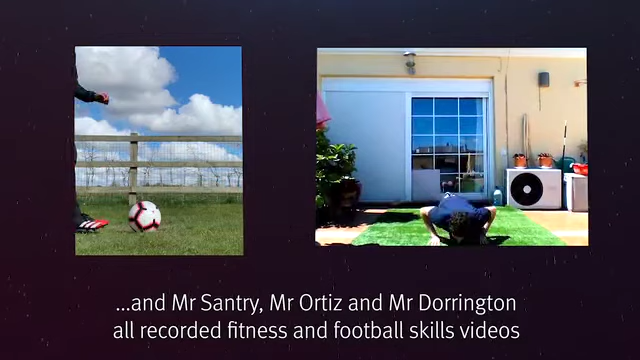 ...and Mr Santry, Mr Ortiz and Mr Dorrington
all recorded fitness and football skills videos